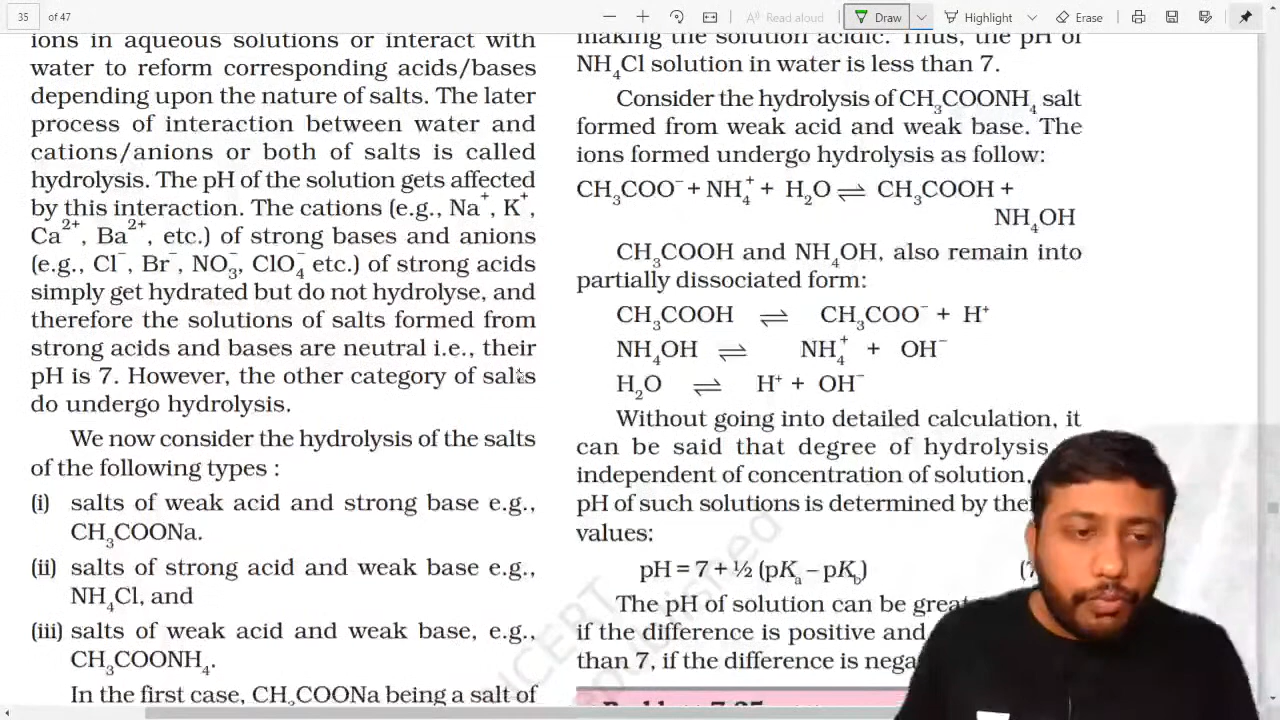 35 of 47
Read aloud
Draw
Highlight
Erase
ions in aqueous solutions or interact with
water to reform corresponding acids/bases
depending upon the nature of salts. The later
process of interaction between water and
cations/anions or both of salts is called
hydrolysis. The pH of the solution gets affected
by this interaction. The cations (e.g., Na⁺, K⁺,
Ca²⁺, Ba²⁺, etc.) of strong bases and anions
(e.g., Cl⁻, Br⁻, NO₃⁻, ClO₄⁻ etc.) of strong acids
simply get hydrated but do not hydrolyse, and
therefore the solutions of salts formed from
strong acids and bases are neutral i.e., their
pH is 7. However, the other category of salts
do undergo hydrolysis.
We now consider the hydrolysis of the salts
of the following types :
(i) salts of weak acid and strong base e.g.,
CH₃COONa.
(ii) salts of strong acid and weak base e.g.,
NH₄Cl, and
(iii) salts of weak acid and weak base, e.g.,
CH₃COONH₄.
In the first case, CH₃COONa being a salt of
making the solution acidic. Thus, the pH of
NH₄Cl solution in water is less than 7.
Consider the hydrolysis of CH₃COONH₄ salt
formed from weak acid and weak base. The
ions formed undergo hydrolysis as follow:
CH₃COO⁻ + NH₄⁺ + H₂O ⇌ CH₃COOH +
NH₄OH
CH₃COOH and NH₄OH, also remain into
partially dissociated form:
CH₃COOH ⇌ CH₃COO⁻ + H⁺
NH₄OH ⇌ NH₄⁺ + OH⁻
H₂O ⇌ H⁺ + OH⁻
Without going into detailed calculation, it
can be said that degree of hydrolysis
independent of concentration of solution,
pH of such solutions is determined by
values:
pH = 7 + ½ (pKₐ – pK_b)
The pH of solution can be
if the difference is positive and
than 7, if the difference is
Problem 7.25